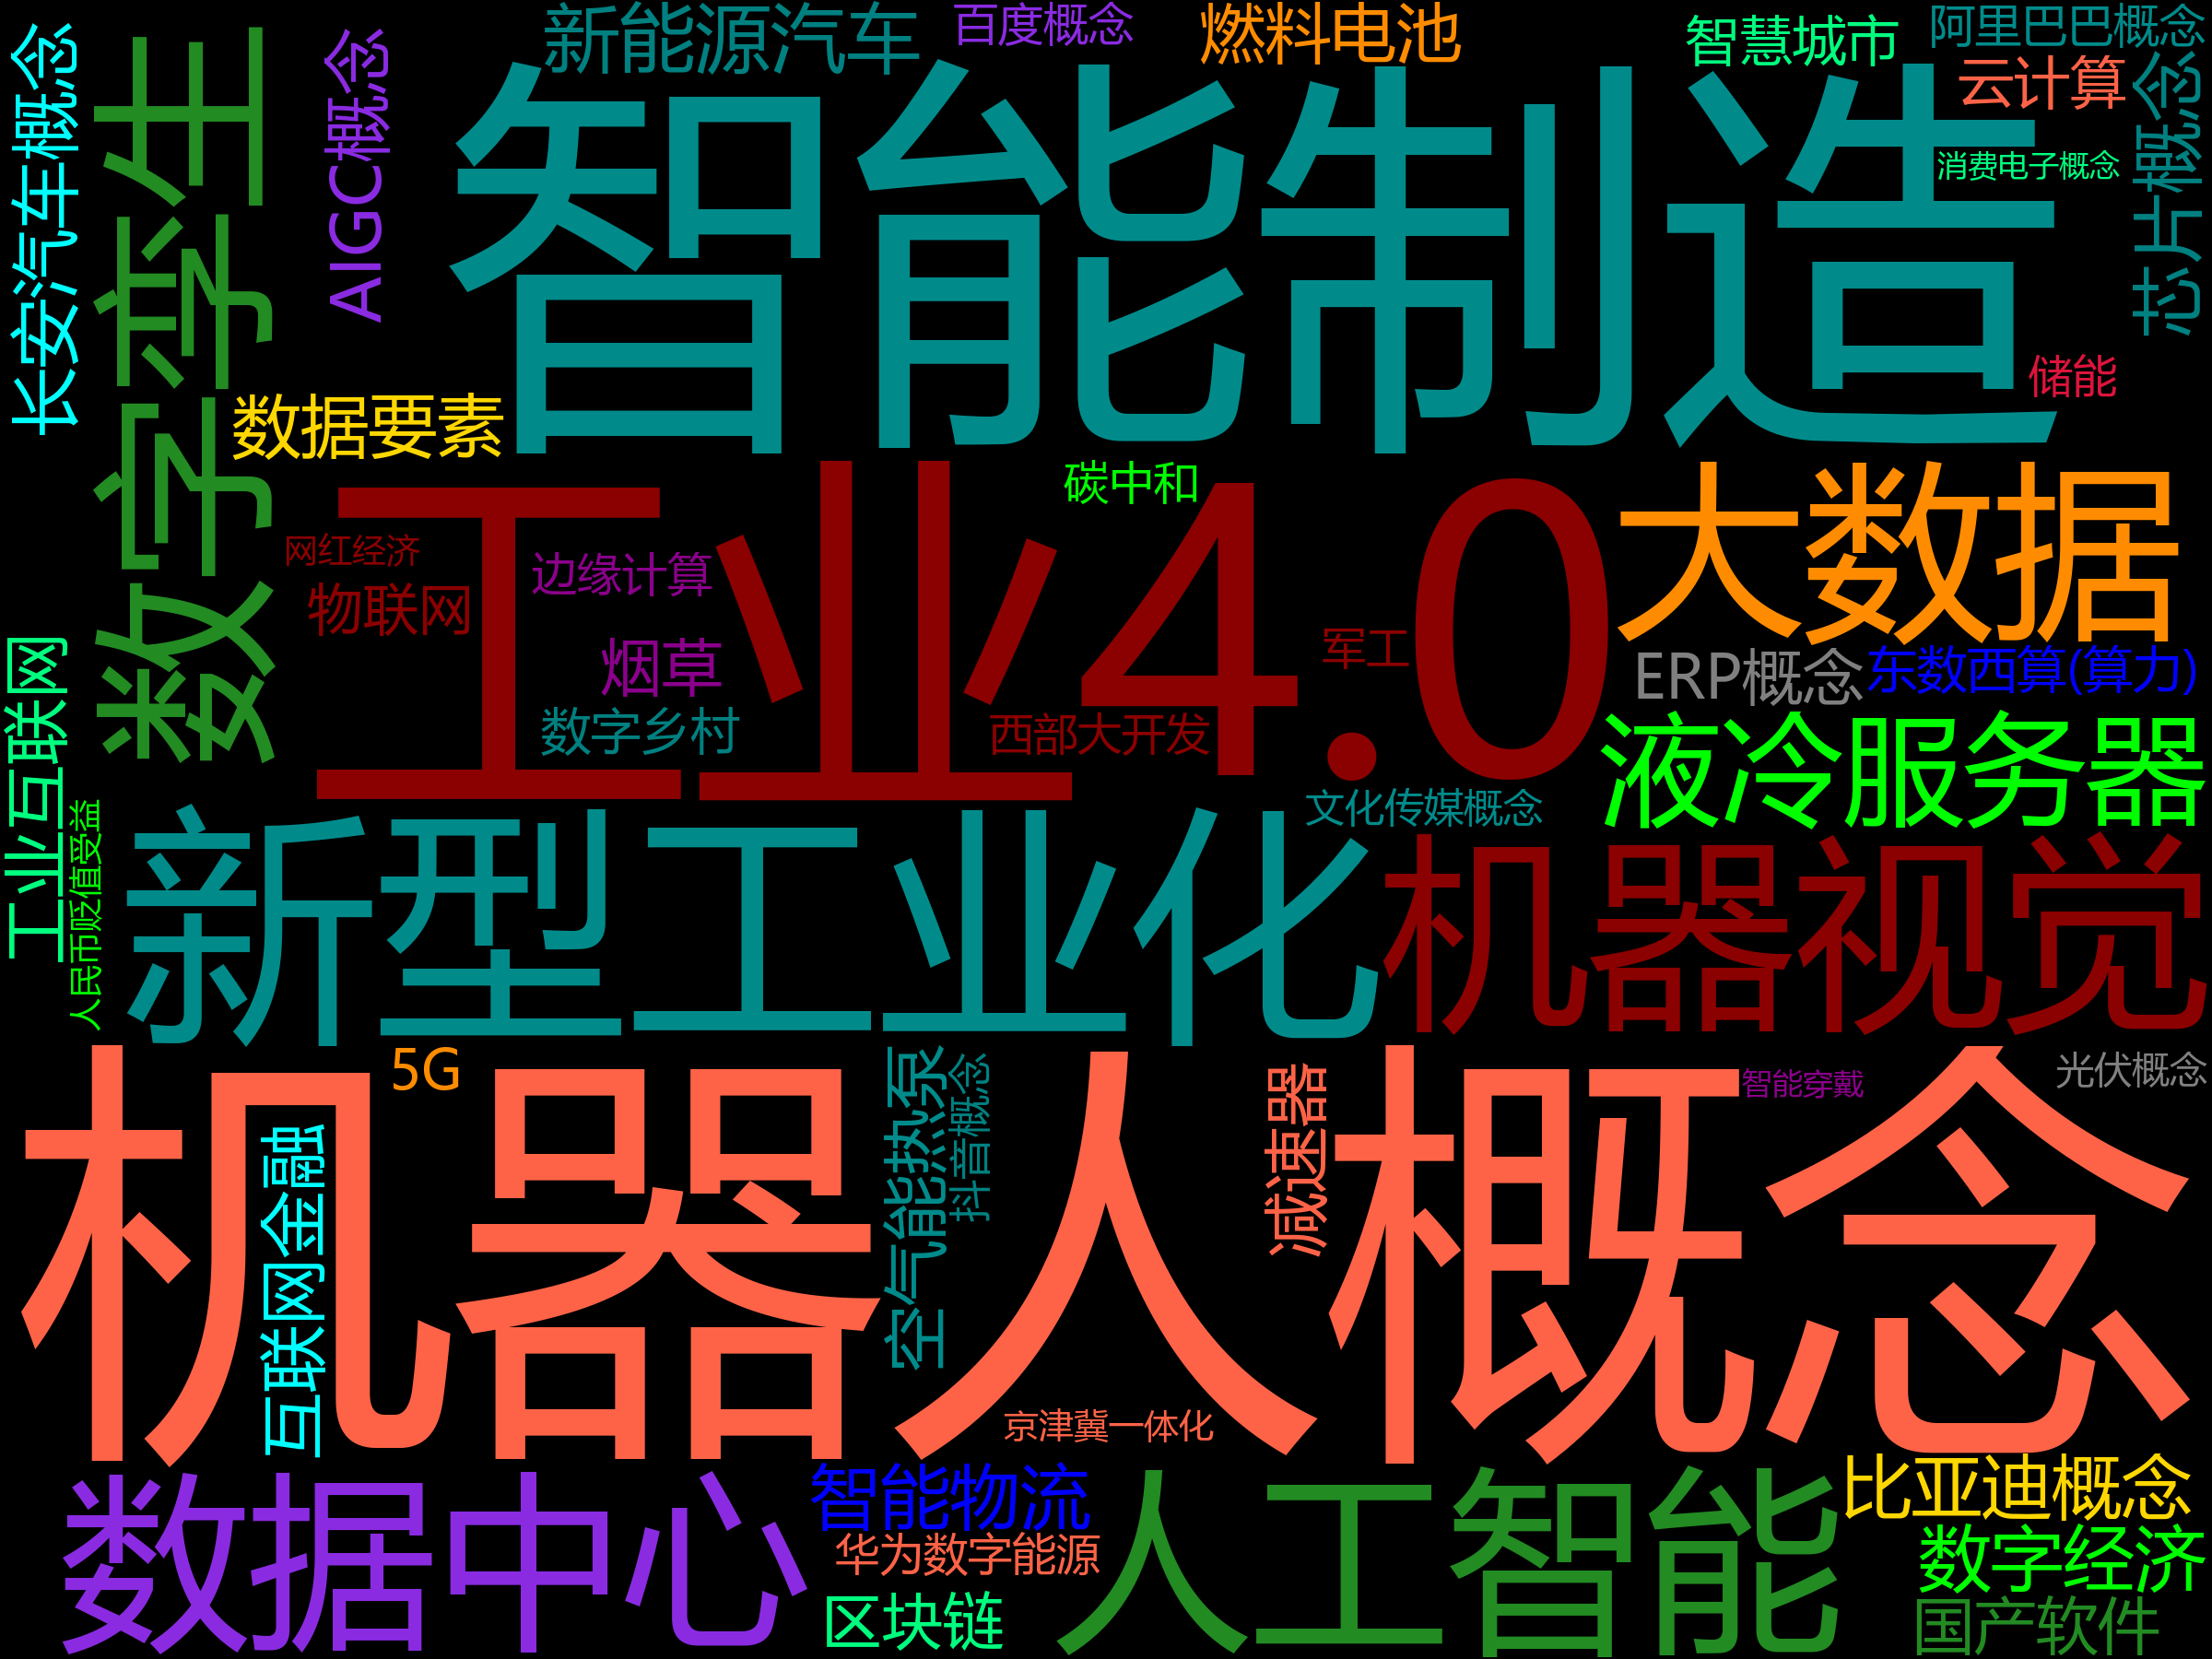 新能源汽车
百度概念
燃料电池
智慧城市
阿里巴巴概念
长安汽车概念
数字孪生
AIGC概念
智能制造
云计算
芯片概念
消费电子概念
储能
数据要素
碳中和
工业4.0
大数据
网红经济
物联网
边缘计算
烟草
军工
数字乡村
西部大开发
ERP概念
东数西算(算力)
液冷服务器
工业互联网
人民币贬值受益
文化传媒概念
新型工业化
机器视觉
5G
机器人概念
空气能热泵
抖音概念
减速器
智能穿戴
光伏概念
互联网金融
京津冀一体化
数据中心
智能物流
华为数字能源
区块链
人工智能
比亚迪概念
数字经济
国产软件